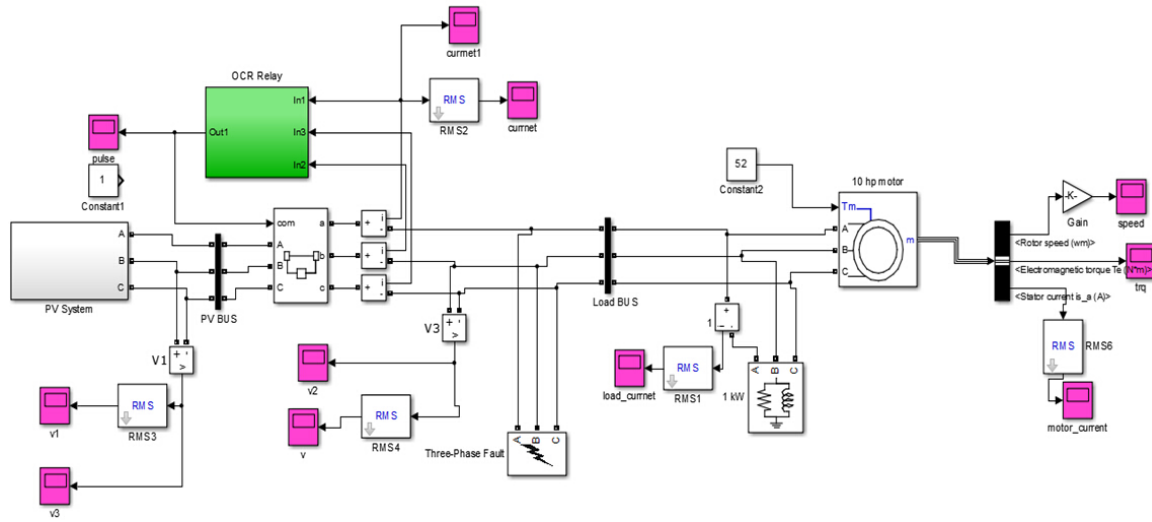 currnet1
OCR Relay
In1
In3
In2
Out1
RMS
RMS2
currnet
pulse
1
Constant1
52
Constant2
10 hp motor
Tm
A
B
C
m
-K-
Gain
speed
<Rotor speed (wm)>
<Electromagnetic torque Te (N*m)>
trq
<Stator current is_a (A)>
RMS
RMS6
motor_current
A
B
C
PV System
PV BUS
com
A
B
C
a
b
c
+
-
i
+
-
i
+
-
i
Load BUS
V1
+
-
v
V3
+
-
v
1
+
-
i
v1
RMS
RMS3
v3
v2
v
RMS
RMS4
Three-Phase Fault
A
B
C
load_currnet
RMS
RMS1
1 kW
A
B
C